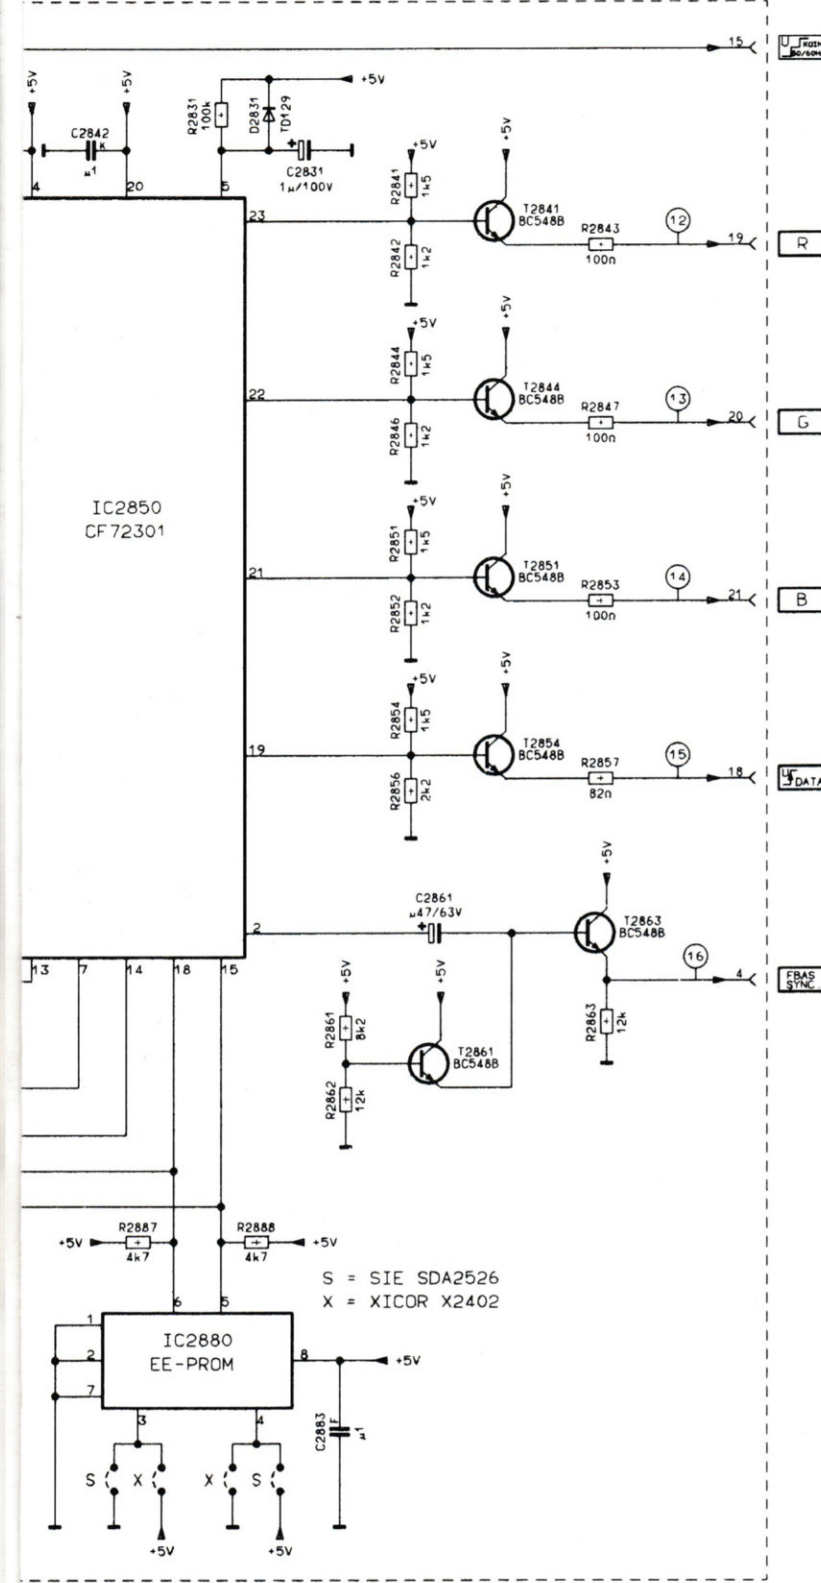 15
KOIN
50/60Hz
+5V
+5V
+5V
R2831
100k
D2831
TD129
C2842
K
µ1
+
C2831
1µ/100V
4
20
5
+5V
+5V
R2841
1k5
23
T2841
BC548B
R2842
1k2
R2843
100n
12
19
R
+5V
+5V
R2844
1k5
22
T2844
BC548B
R2846
1k2
R2847
100n
13
20
G
IC2850
CF72301
+5V
+5V
R2851
1k5
21
T2851
BC548B
R2852
1k2
R2853
100n
14
21
B
+5V
+5V
R2854
1k5
19
T2854
BC548B
R2856
2k2
R2857
82n
15
18
U
DATA
+5V
C2861
µ47/63V
+
2
T2863
BC548B
16
4
FBAS
SYNC
R2863
12k
13
7
14
18
15
+5V
+5V
R2861
8k2
T2861
BC548B
R2862
12k
+5V
R2887
4k7
R2888
4k7
+5V
S = SIE SDA2526
X = XICOR X2402
6
5
1
2
7
IC2880
EE-PROM
8
+5V
3
4
C2883
F
µ1
S
X
X
S
+5V
+5V